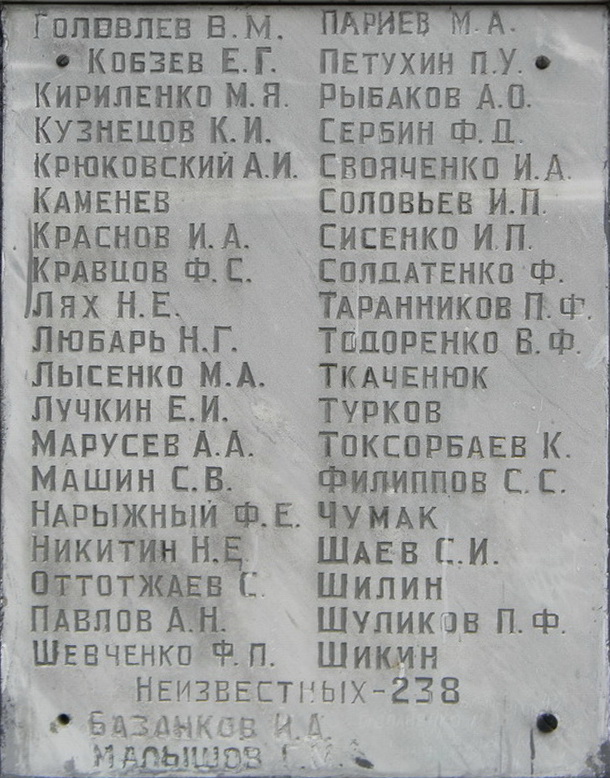 Головлев В.М.
Кобзев Е.Г.
Кириленко М.Я.
Кузнецов К.И.
Крюковский А.И
Каменев
Краснов И.А.
Кравцов Ф.С.
Лях Н.Е.
Любарь Н.Г.
Лысенко М.А.
Лучкин Е.И.
Марусев А.А.
Машин С.В.
Нарыжный Ф.Е.
Никитин Н.Е
Оттотжаев С.
Павлов А.Н.
Шевченко Ф.П.
Париев М.А.
Петухин П.У.
Рыбаков А.О.
Сербин Ф.Д.
Свояченко И.А.
Соловьев И.П.
Сисенко И.П.
Солдатенко Ф.
Таранников П.Ф.
Тодоренко В.Ф.
Ткаченюк
Турков
Токсорбаев К.
Филиппов С.С.
Чумак
Шаев С.И.
Шилин
Шуликов П.Ф.
Шикин
Неизвестных-238
Базанков И.А.
Малышов Г.М.